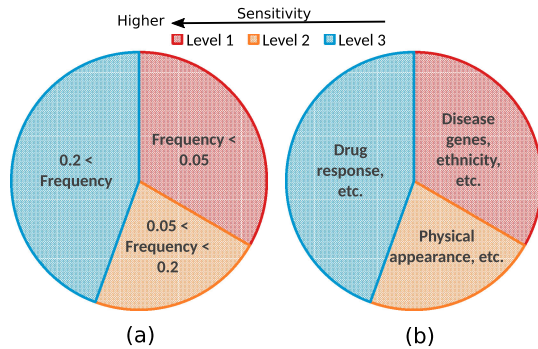 Higher Sensitivity
Level 1 Level 2 Level 3
Frequency <
0.05
0.2 <
Frequency
0.05 <
Frequency <
0.2
(a)
Disease
genes,
ethnicity,
etc.
Drug
response,
etc.
Physical
appearance, etc.
(b)